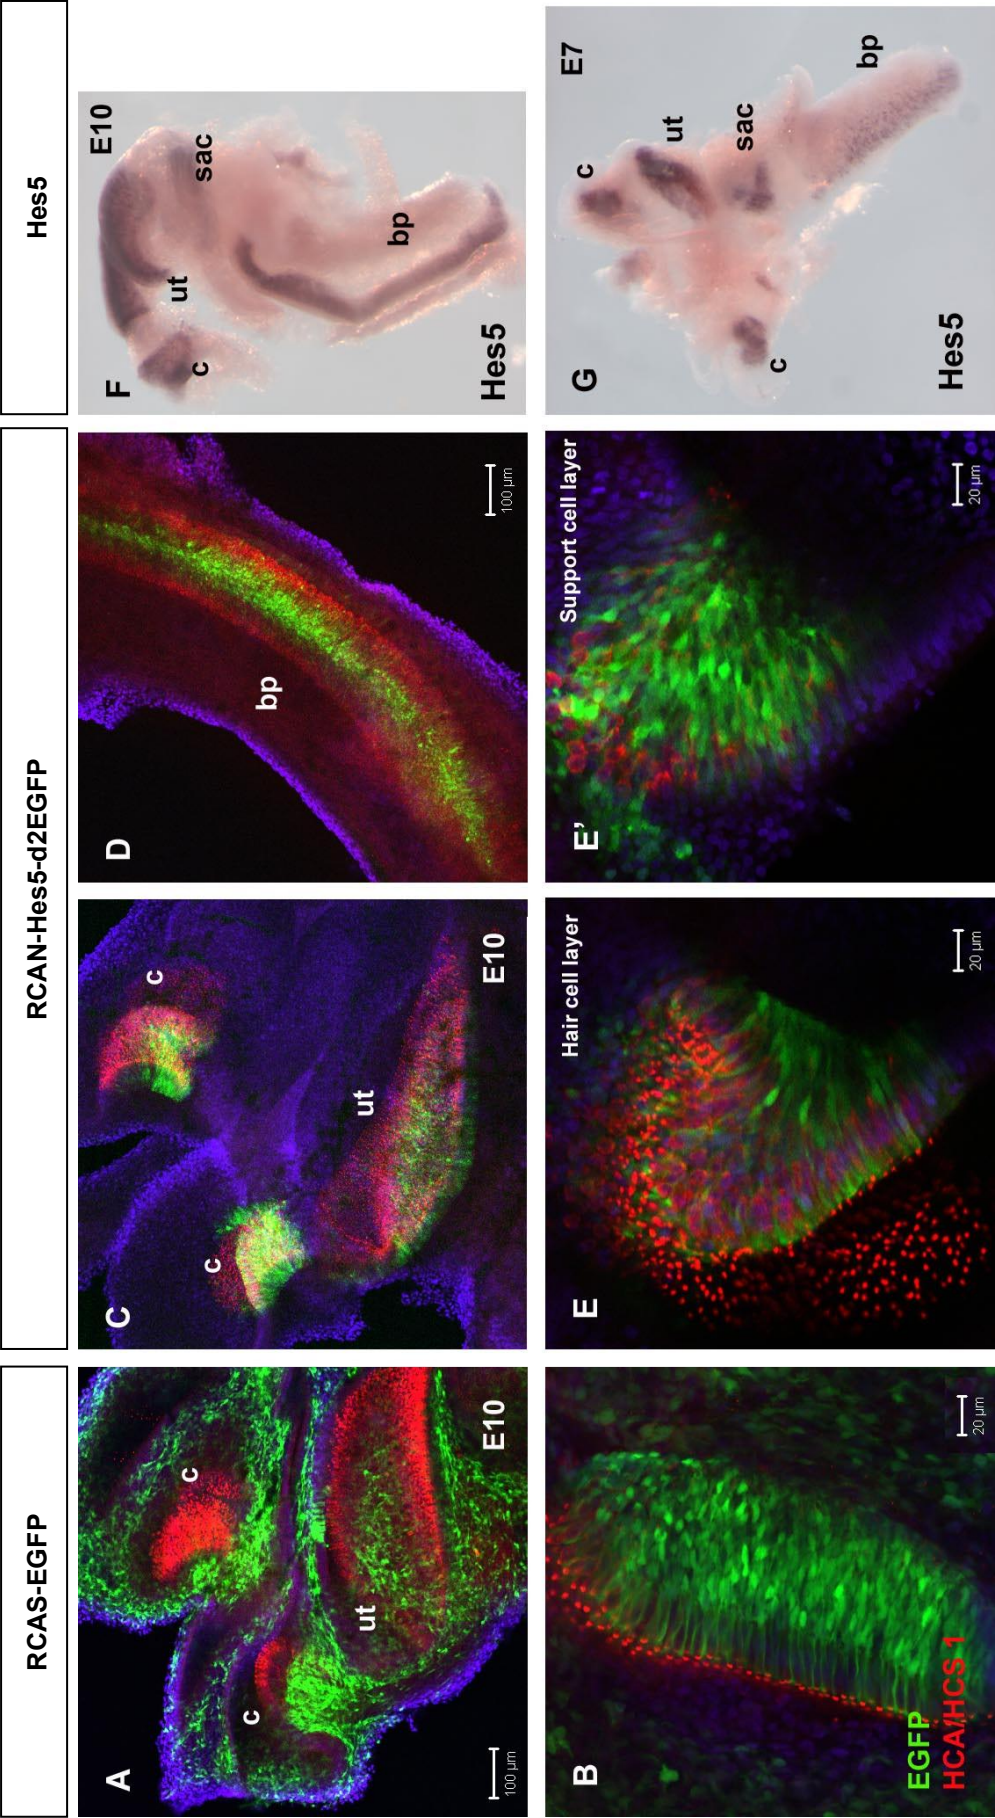 RCAS-EGFP
RCAN-Hes5-d2EGFP
Hes5
A
c
c
ut
E10
100 µm
C
c
c
ut
E10
D
bp
100 µm
F
E10
sac
ut
c
bp
Hes5
B
EGFP
HCA/HCS 1
20 µm
E
Hair cell layer
20 µm
E'
Support cell layer
20 µm
G
E7
c
ut
sac
bp
c
Hes5